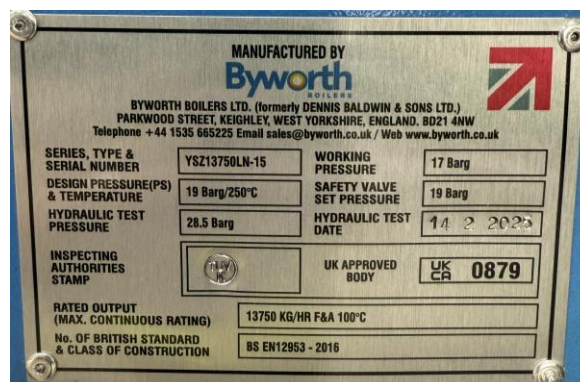 MANUFACTURED BY
Byworth
BOILERS
BYWORTH BOILERS LTD. (formerly DENNIS BALDWIN & SONS LTD.)
PARKWOOD STREET, KEIGHLEY, WEST YORKSHIRE, ENGLAND. BD21 4NW
Telephone +44 1535 665225 Email sales@byworth.co.uk / Web www.byworth.co.uk
SERIES, TYPE & SERIAL NUMBER YSZ13750LN-15 WORKING PRESSURE 17 Barg
DESIGN PRESSURE(PS) & TEMPERATURE 19 Barg/250°C SAFETY VALVE SET PRESSURE 19 Barg
HYDRAULIC TEST PRESSURE 28.5 Barg HYDRAULIC TEST DATE 14 2 2025
INSPECTING AUTHORITIES STAMP TUV UK APPROVED BODY UK CA 0879
RATED OUTPUT (MAX. CONTINUOUS RATING) 13750 KG/HR F&A 100°C
No. OF BRITISH STANDARD & CLASS OF CONSTRUCTION BS EN12953 - 2016